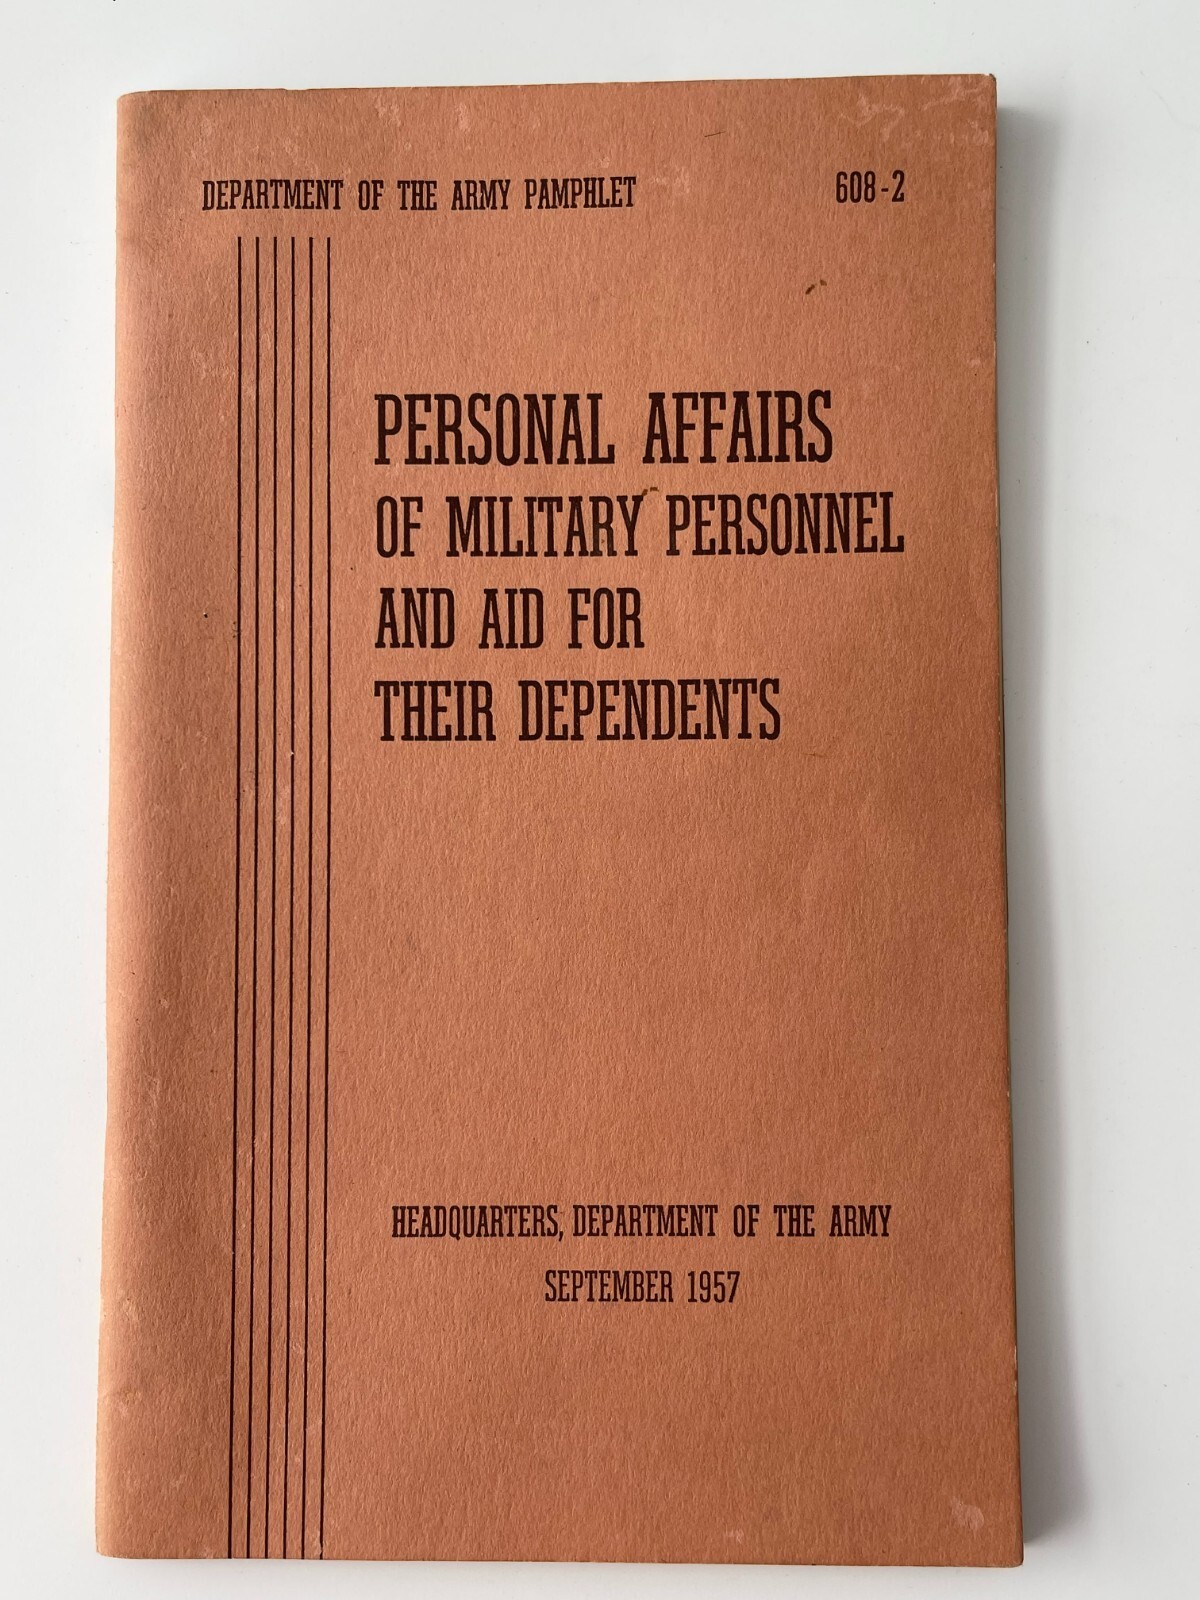 DEPARTMENT OF THE ARMY PAMPHLET 608-2
PERSONAL AFFAIRS
OF MILITARY PERSONNEL
AND AID FOR
THEIR DEPENDENTS
HEADQUARTERS, DEPARTMENT OF THE ARMY
SEPTEMBER 1957